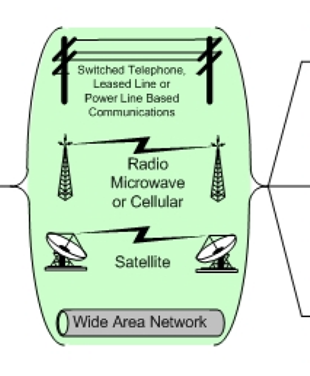 Switched Telephone,
Leased Line or
Power Line Based
Communications
Radio
Microwave
or Cellular
Satellite
Wide Area Network